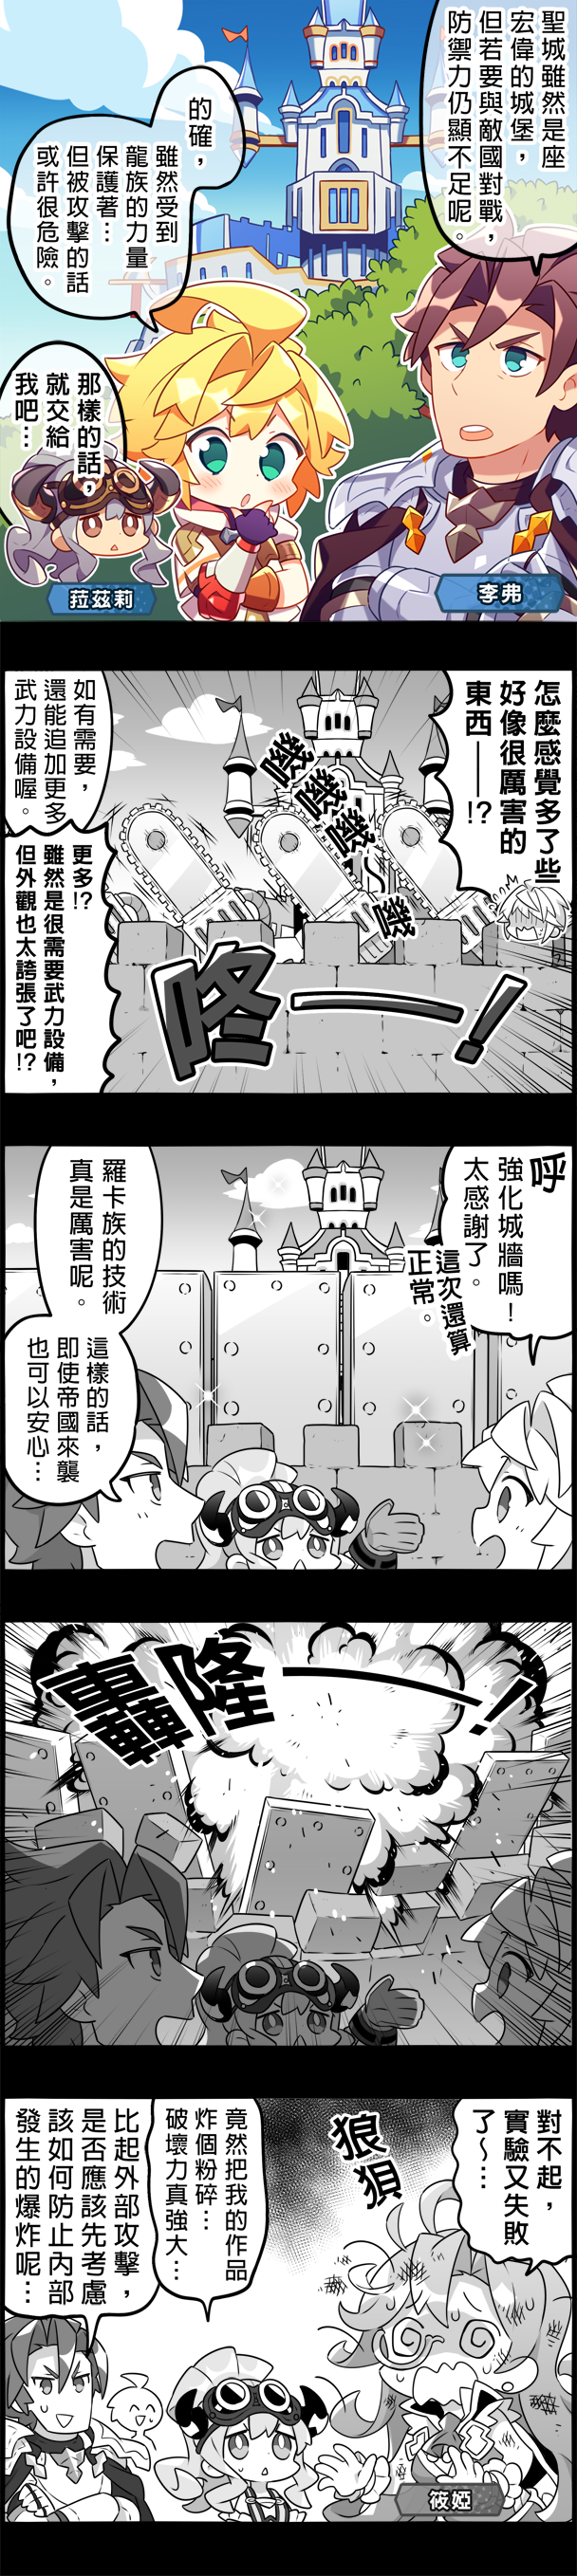 聖城雖然是座
宏偉的城堡，
但若要與敵國對戰，
防禦力仍顯不足呢。
的確，
雖然受到
龍族的力量
保護著…
但被攻擊的話
或許很危險。
那樣的話，
就交給
我吧…
菈茲莉
李弗
怎麼感覺多了些
好像很厲害的
東西——!?
嘰嘰嘰～嘰
如有需要，
還能追加更多
武力設備喔。
更多!?
雖然是很需要武力設備，
但外觀也太誇張了吧!?
咚—！
呼
強化城牆嗎！
太感謝了。
這次還算
正常。
羅卡族的技術
真是厲害呢。
這樣的話，
即使帝國來襲
也可以安心…
轟隆—！
對不起，
實驗又失敗
了～…
狼狽
竟然把我的作品
炸個粉碎…
破壞力真強大…
比起外部攻擊，
是否應該先考慮
該如何防止內部
發生的爆炸呢…
筱婭